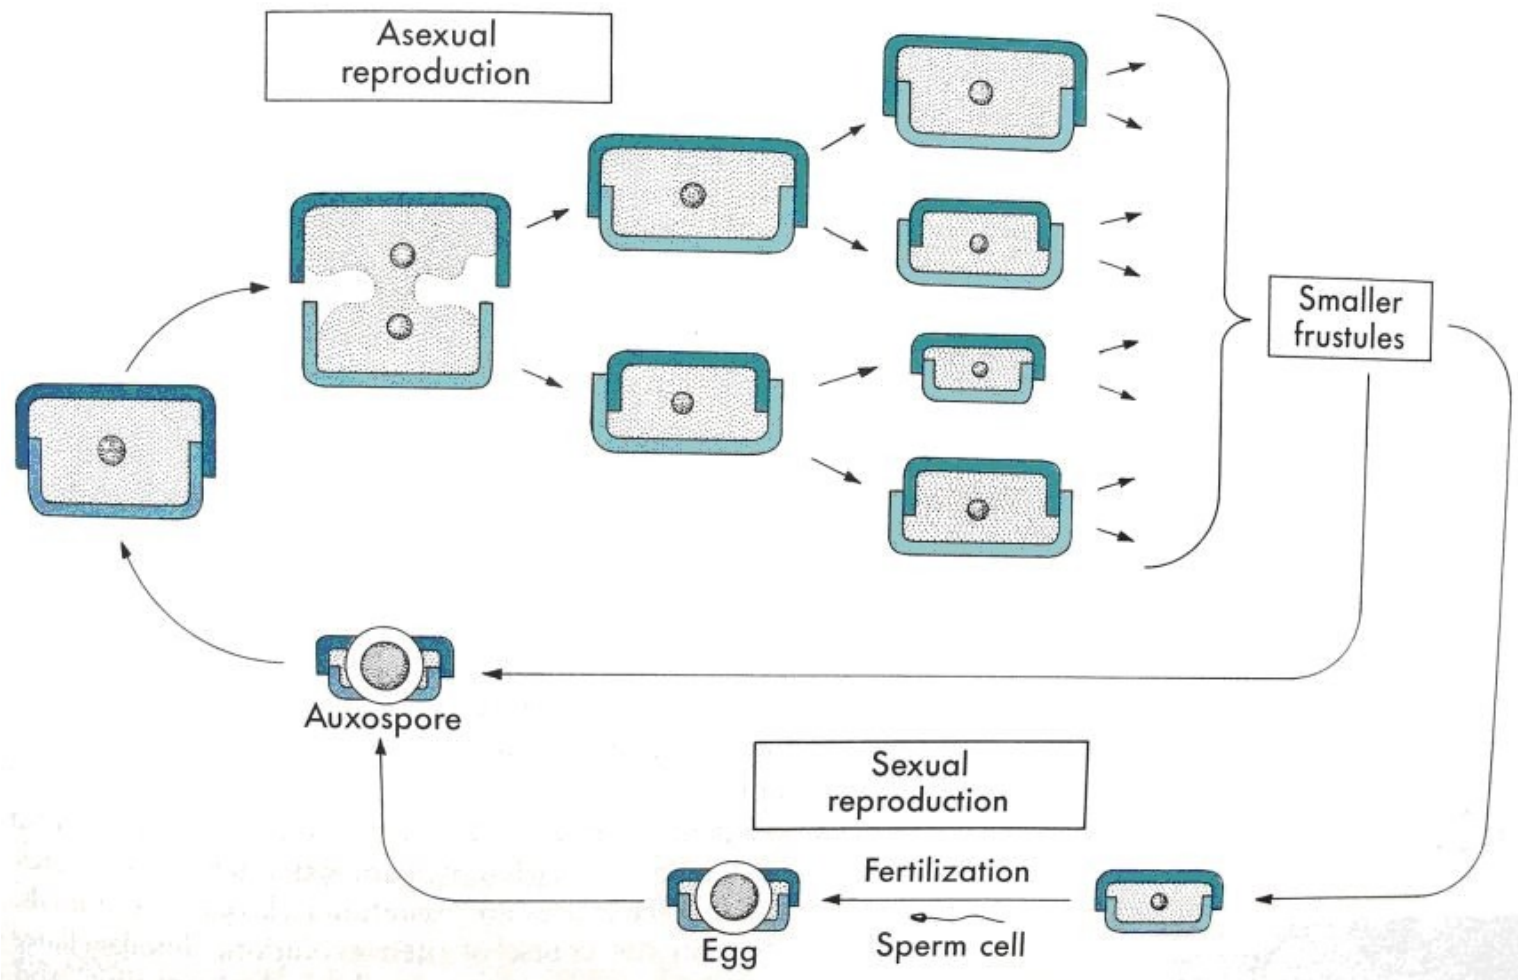 Asexual
reproduction
Smaller
frustules
Auxospore
Sexual
reproduction
Fertilization
Sperm cell
Egg